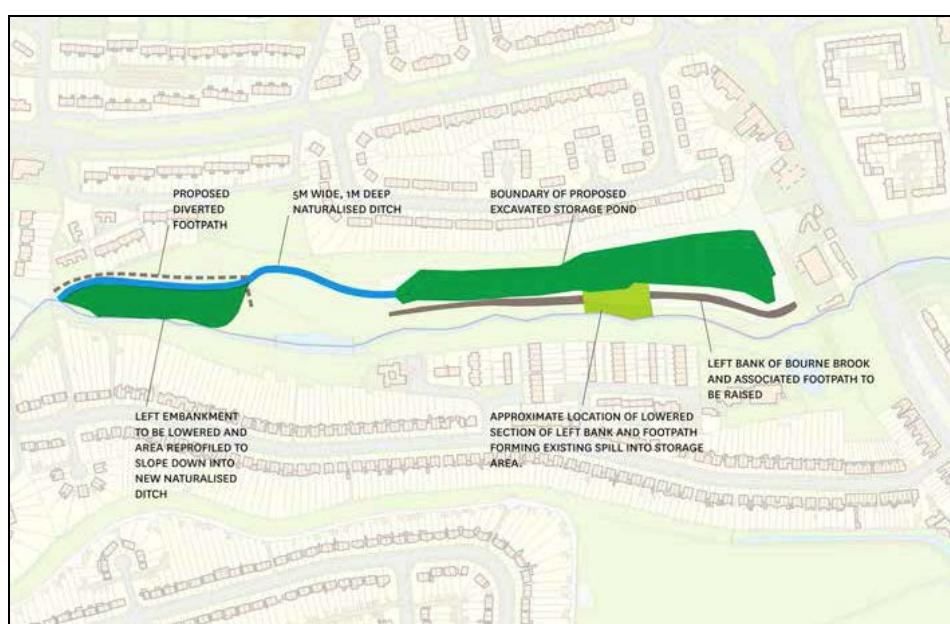 PROPOSED
DIVERTED
FOOTPATH
5M WIDE, 1M DEEP
NATURALISED DITCH
BOUNDARY OF PROPOSED
EXCAVATED STORAGE POND
LEFT BANK OF BOURNE BROOK
AND ASSOCIATED FOOTPATH TO
BE RAISED
LEFT EMBANKMENT
TO BE LOWERED AND
AREA REPROFILED TO
SLOPE DOWN INTO
NEW NATURALISED
DITCH
APPROXIMATE LOCATION OF LOWERED
SECTION OF LEFT BANK AND FOOTPATH
FORMING EXISTING SPILL INTO STORAGE
AREA.